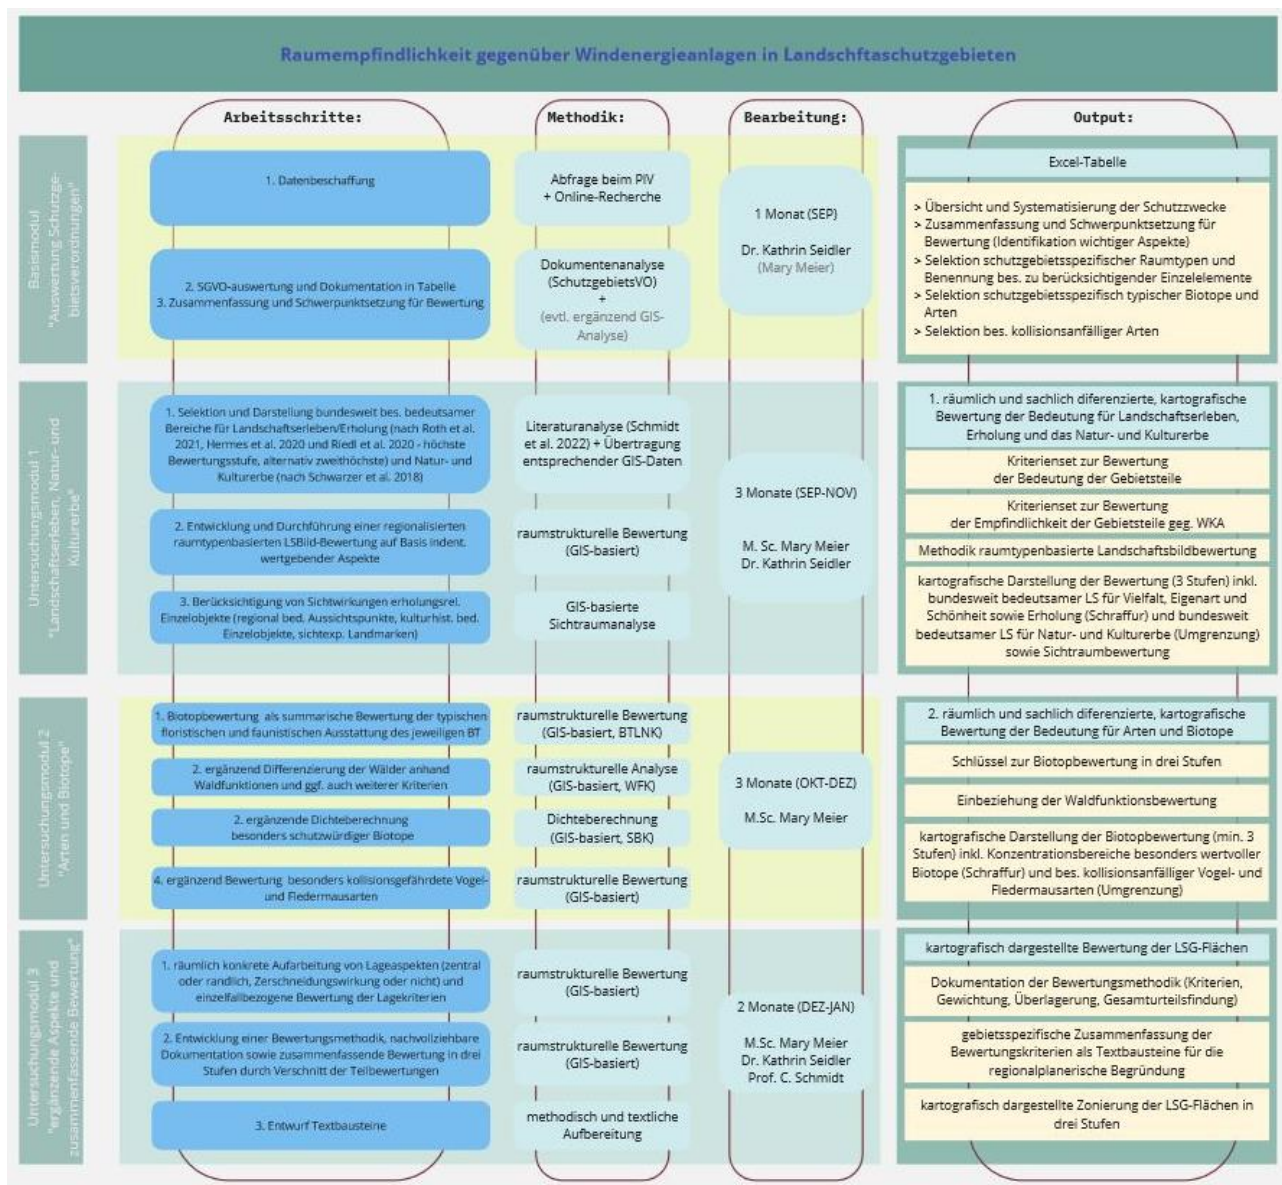 Raumempfindlichkeit gegenüber Windenergieanlagen in Landschftaschutzgebieten
Arbeitsschritte:
Methodik:
Bearbeitung:
Output:
Basismodul
"Auswertung Schutzge-
bietsverordnungen"
1. Datenbeschaffung
Abfrage beim PIV
+ Online-Recherche
2. SGVO-auswertung und Dokumentation in Tabelle
3. Zusammenfassung und Schwerpunktsetzung für Bewertung
Dokumentenanalyse
(SchutzgebietsVO)
+
(evtl. ergänzend GIS-
Analyse)
1 Monat (SEP)
Dr. Kathrin Seidler
(Mary Meier)
Excel-Tabelle
> Übersicht und Systematisierung der Schutzzwecke
> Zusammenfassung und Schwerpunktsetzung für
Bewertung (Identifikation wichtiger Aspekte)
> Selektion schutzgebietsspezifischer Raumtypen und
Benennung bes. zu berücksichtigender Einzelelemente
> Selektion schutzgebietsspezifisch typischer Biotope und
Arten
> Selektion bes. kollisionsanfälliger Arten
Untersuchungsmodul 1
"Landschaftserleben, Natur- und
Kulturerbe"
1. Selektion und Darstellung bundesweit bes. bedeutsamer
Bereiche für Landschaftserleben/Erholung (nach Roth et al.
2021, Hermes et al. 2020 und Riedl et al. 2020 - höchste
Bewertungsstufe, alternativ zweithöchste) und Natur- und
Kulturerbe (nach Schwarzer et al. 2018)
Literaturanalyse (Schmidt
et al. 2022) + Übertragung
entsprechender GIS-Daten
2. Entwicklung und Durchführung einer regionalisierten
raumtypenbasierten LSBild-Bewertung auf Basis indent.
wertgebender Aspekte
raumstrukturelle Bewertung
(GIS-basiert)
3. Berücksichtigung von Sichtwirkungen erholungsrel.
Einzelobjekte (regional bed. Aussichtspunkte, kulturhist. bed.
Einzelobjekte, sichtexp. Landmarken)
GIS-basierte
Sichtraumanalyse
3 Monate (SEP-NOV)
M. Sc. Mary Meier
Dr. Kathrin Seidler
1. räumlich und sachlich diferenzierte, kartografische
Bewertung der Bedeutung für Landschaftserleben,
Erholung und das Natur- und Kulturerbe
Kriterienset zur Bewertung
der Bedeutung der Gebietsteile
Kriterienset zur Bewertung
der Empfindlichkeit der Gebietsteile geg. WKA
Methodik raumtypenbasierte Landschaftsbildbewertung
kartografische Darstellung der Bewertung (3 Stufen) inkl.
bundesweit bedeutsamer LS für Vielfalt, Eigenart und
Schönheit sowie Erholung (Schraffur) und bundesweit
bedeutsamer LS für Natur- und Kulturerbe (Umgrenzung)
sowie Sichtraumbewertung
Untersuchungsmodul 2
"Arten und Biotope"
1. Biotopbewertung als summarische Bewertung der typischen
floristischen und faunistischen Ausstattung des jeweiligen BT
raumstrukturelle Bewertung
(GIS-basiert, BTLNK)
2. ergänzend Differenzierung der Wälder anhand
Waldfunktionen und ggf. auch weiterer Kriterien
raumstrukturelle Analyse
(GIS-basiert, WFK)
2. ergänzende Dichteberechnung
besonders schutzwürdiger Biotope
Dichteberechnung
(GIS-basiert, SBK)
4. ergänzend Bewertung besonders kollisionsgefährdete Vogel-
und Fledermausarten
raumstrukturelle Bewertung
(GIS-basiert)
3 Monate (OKT-DEZ)
M.Sc. Mary Meier
2. räumlich und sachlich diferenzierte, kartografische
Bewertung der Bedeutung für Arten und Biotope
Schlüssel zur Biotopbewertung in drei Stufen
Einbeziehung der Waldfunktionsbewertung
kartografische Darstellung der Biotopbewertung (min. 3
Stufen) inkl. Konzentrationsbereiche besonders wertvoller
Biotope (Schraffur) und bes. kollisionsanfälliger Vogel- und
Fledermausarten (Umgrenzung)
Untersuchungsmodul 3
"ergänzende Aspekte und
zusammenfassende Bewertung"
1. räumlich konkrete Aufarbeitung von Lageaspekten (zentral
oder randlich, Zerschneidungswirkung oder nicht) und
einzelfallbezogene Bewertung der Lagekriterien
raumstrukturelle Bewertung
(GIS-basiert)
2. Entwicklung einer Bewertungsmethodik, nachvollziehbare
Dokumentation sowie zusammenfassende Bewertung in drei
Stufen durch Verschnitt der Teilbewertungen
raumstrukturelle Bewertung
(GIS-basiert)
3. Entwurf Textbausteine
methodisch und textliche
Aufbereitung
2 Monate (DEZ-JAN)
M.Sc. Mary Meier
Dr. Kathrin Seidler
Prof. C. Schmidt
kartografisch dargestellte Bewertung der LSG-Flächen
Dokumentation der Bewertungsmethodik (Kriterien,
Gewichtung, Überlagerung, Gesamturteilsfindung)
gebietsspezifische Zusammenfassung der
Bewertungskriterien als Textbausteine für die
regionalplanerische Begründung
kartografisch dargestellte Zonierung der LSG-Flächen in
drei Stufen